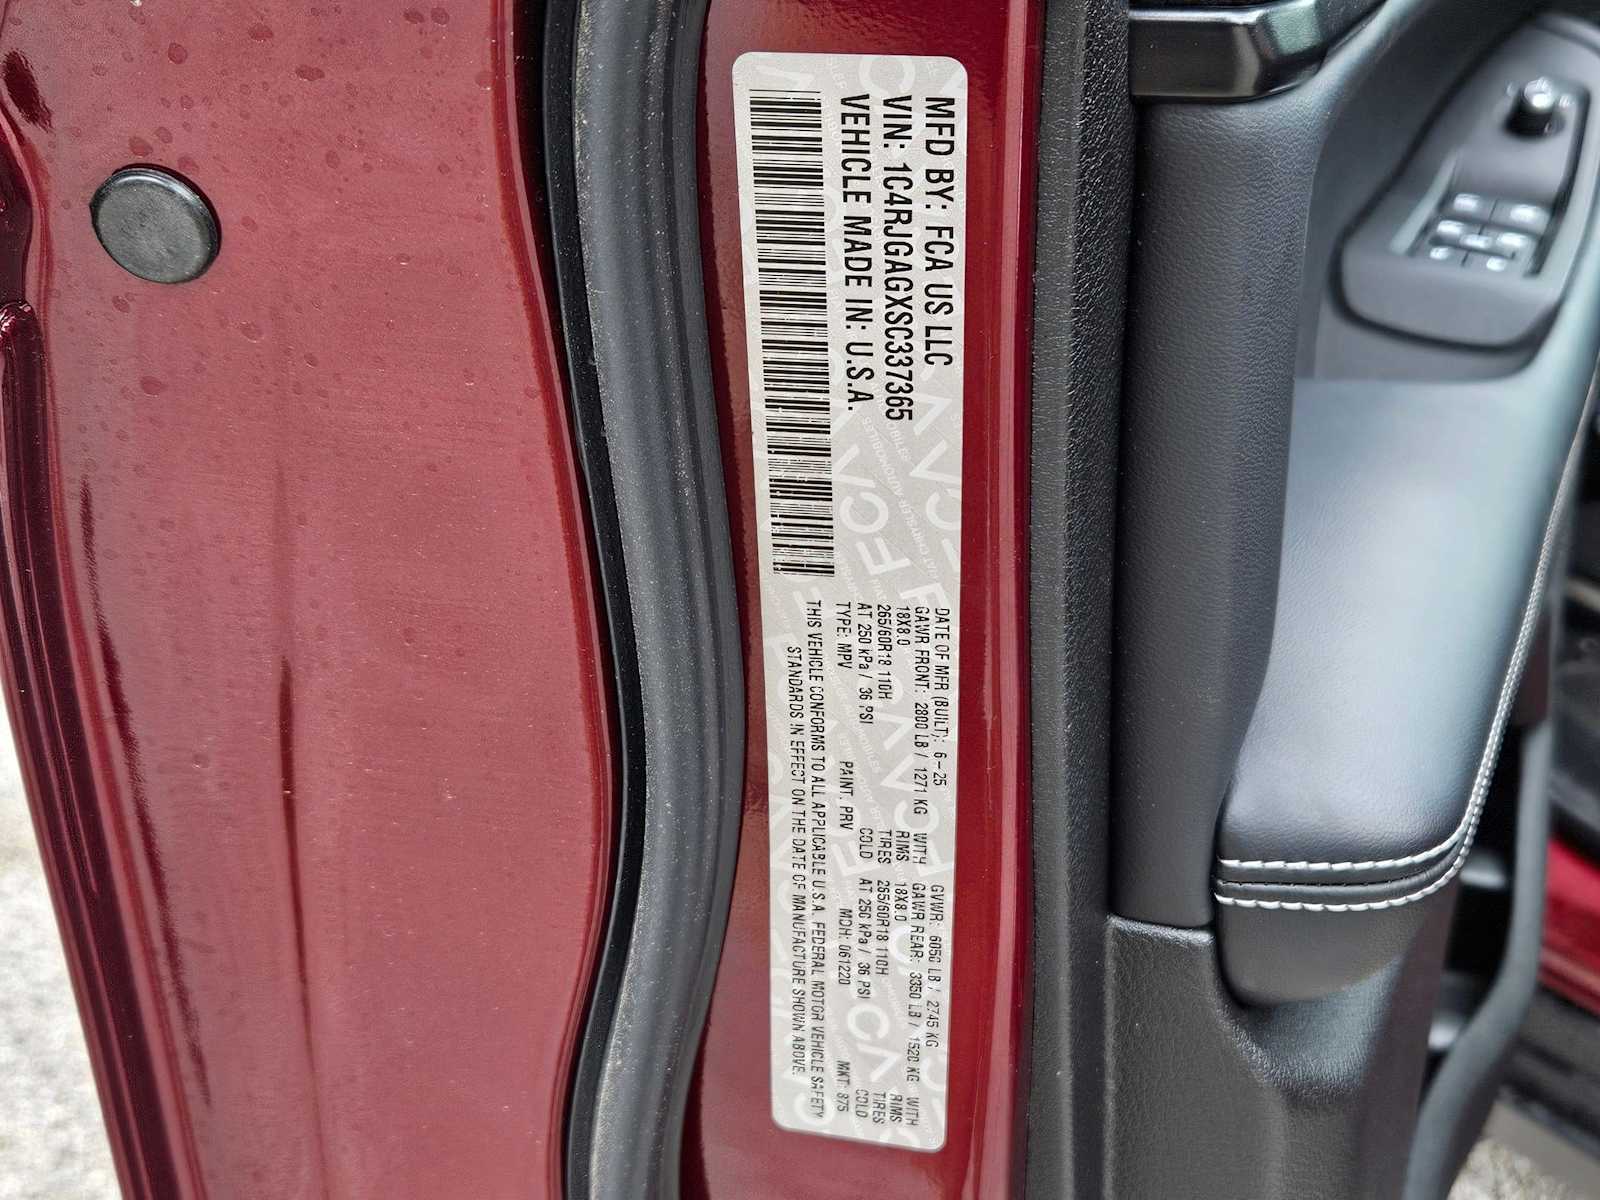 MFD BY: FCA US LLC
VIN: 1C4RJGAGXSC337365
VEHICLE MADE IN: U.S.A.
DATE OF MFR (BUILT): 6-25 GVWR: 6050 LB / 2745 KG
GAWR FRONT: 2800 LB / 1271 KG WITH GAWR REAR: 3350 LB / 1520 KG WITH
18X8.0 RIMS 18X8.0 RIMS
265/60R18 110H TIRES 265/60R18 110H TIRES
AT 250 kPa / 36 PSI COLD AT 250 kPa / 36 PSI COLD
TYPE: MPV PAINT: PRV MDH: 061220 MKT: 875
THIS VEHICLE CONFORMS TO ALL APPLICABLE U.S.A. FEDERAL MOTOR VEHICLE SAFETY
STANDARDS IN EFFECT ON THE DATE OF MANUFACTURE SHOWN ABOVE.